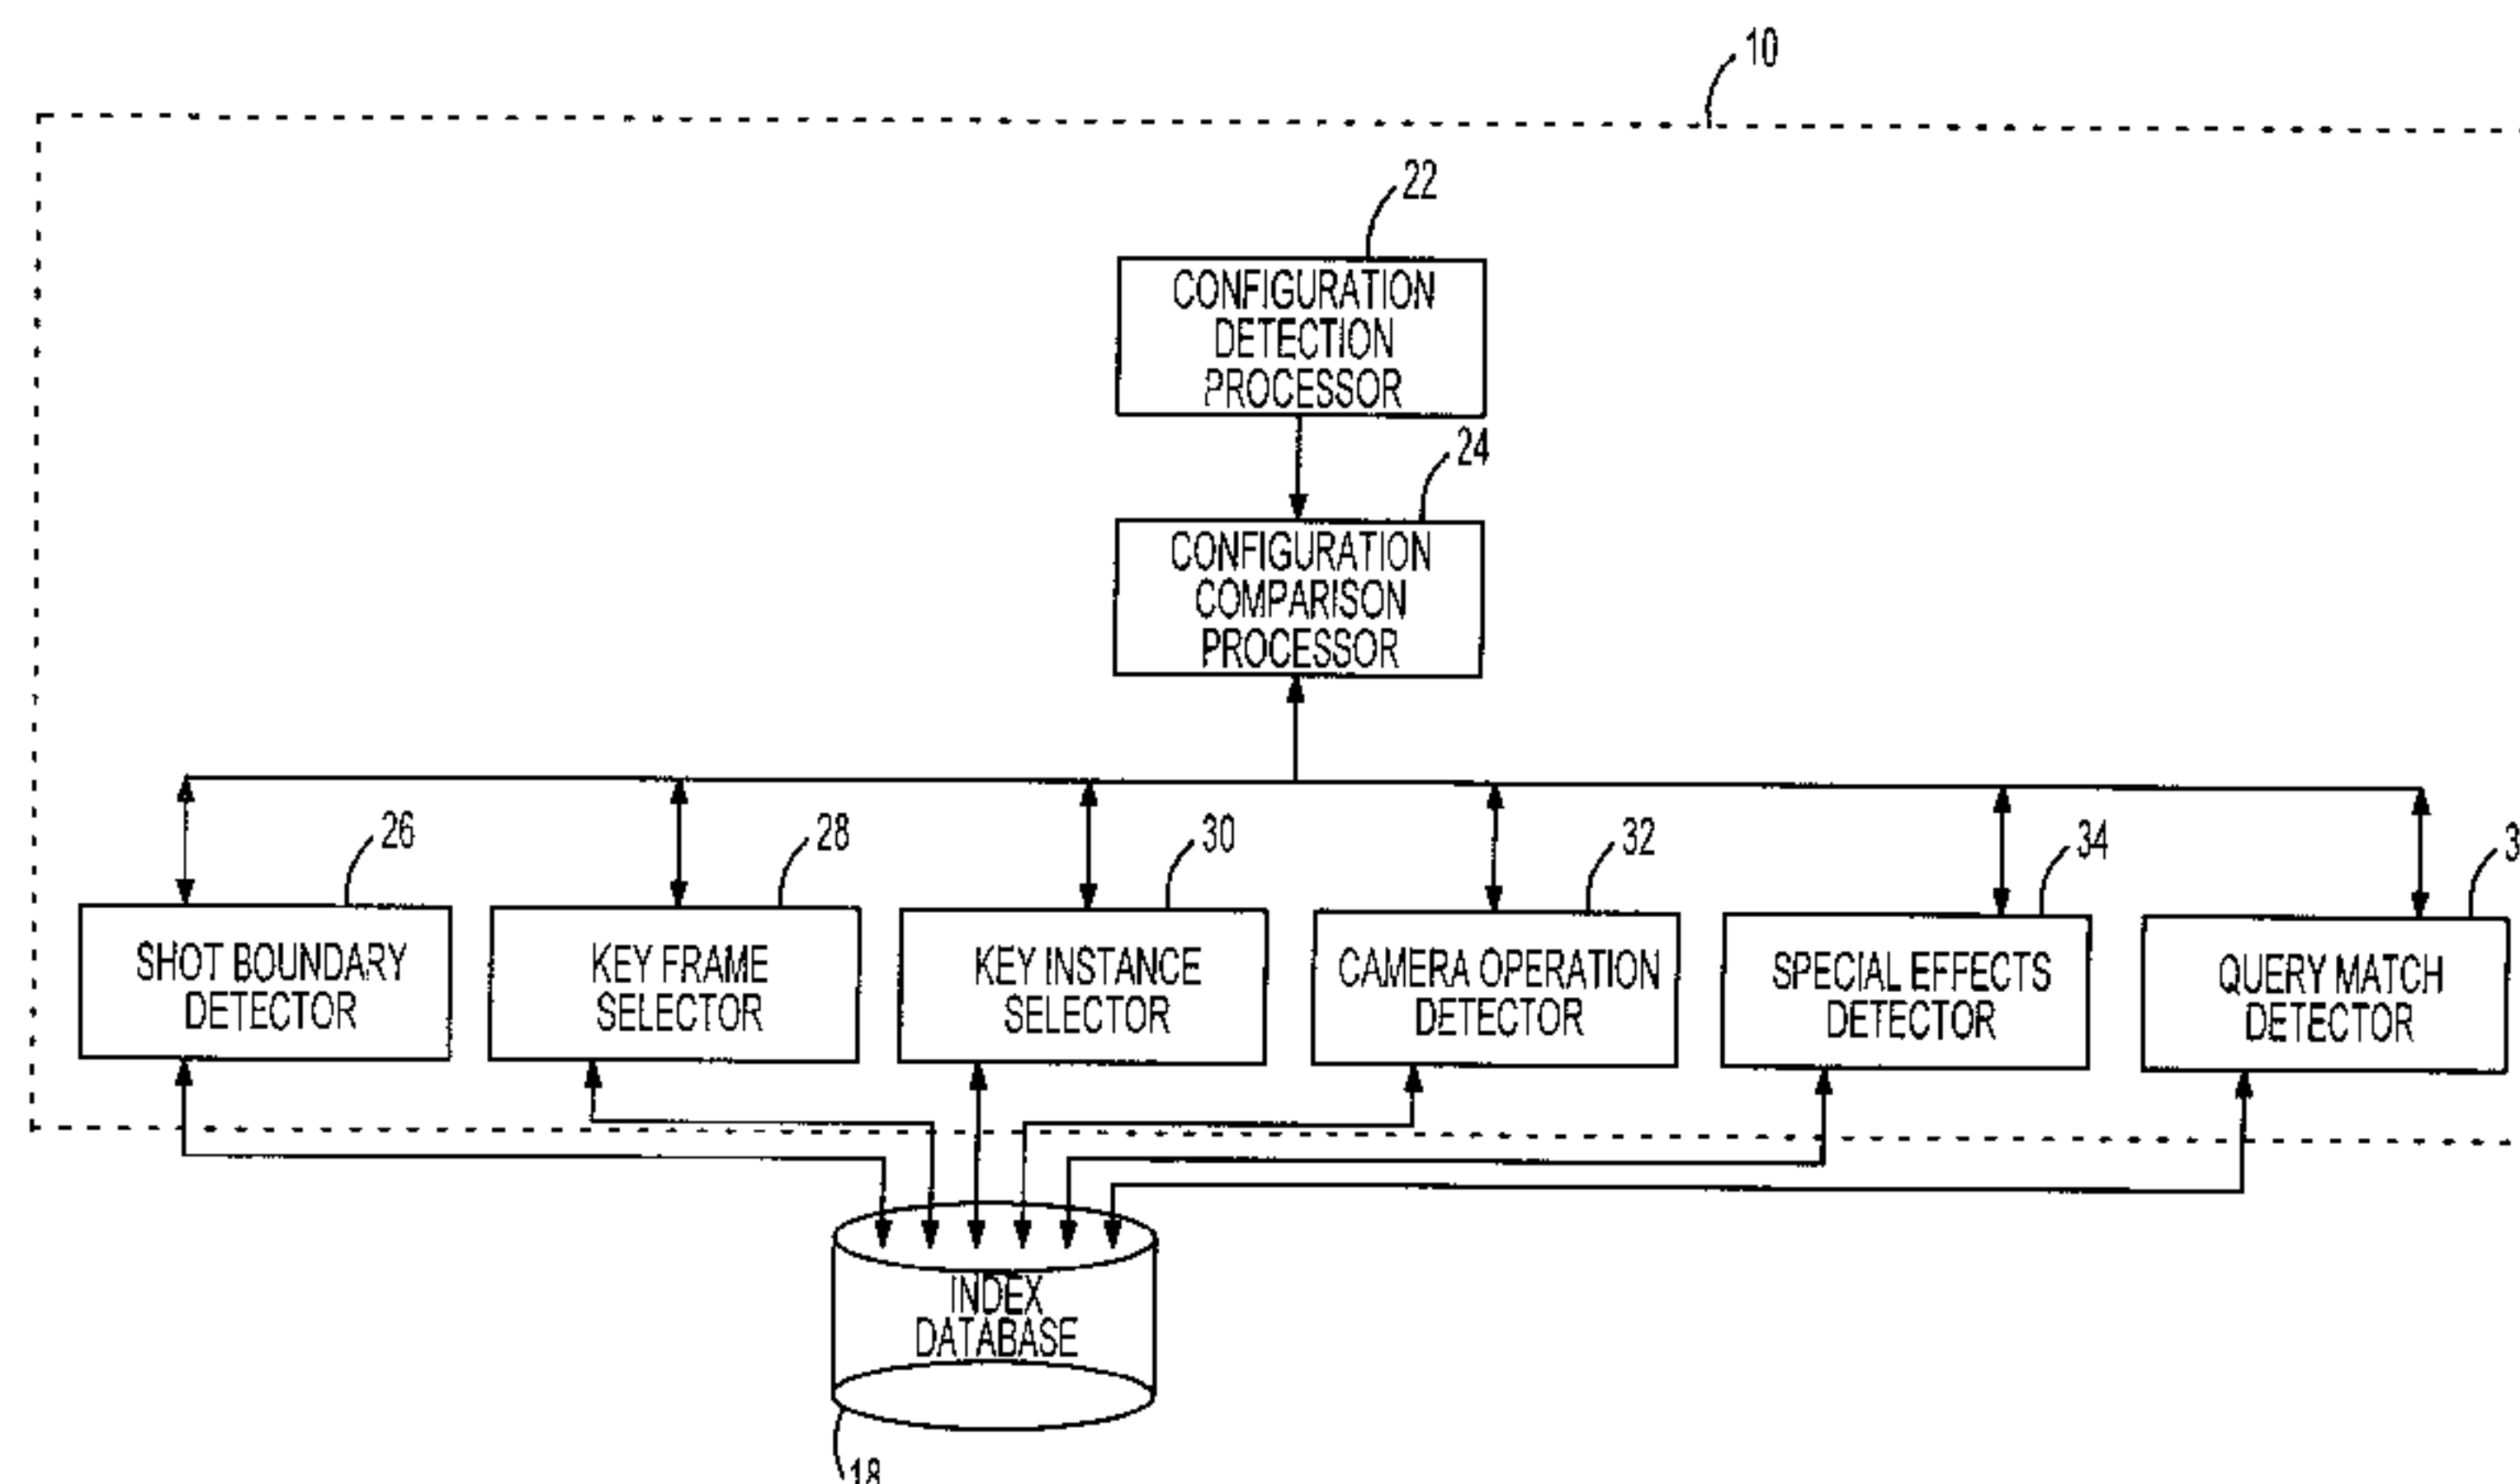 10
22
CONFIGURATION
DETECTION
PROCESSOR
24
CONFIGURATION
COMPARISON
PROCESSOR
26
28
30
32
34
SHOT BOUNDARY
DETECTOR
KEY FRAME
SELECTOR
KEY INSTANCE
SELECTOR
CAMERA OPERATION
DETECTOR
SPECIAL EFFECTS
DETECTOR
QUERY MATCH
DETECTOR
INDEX
DATABASE
18